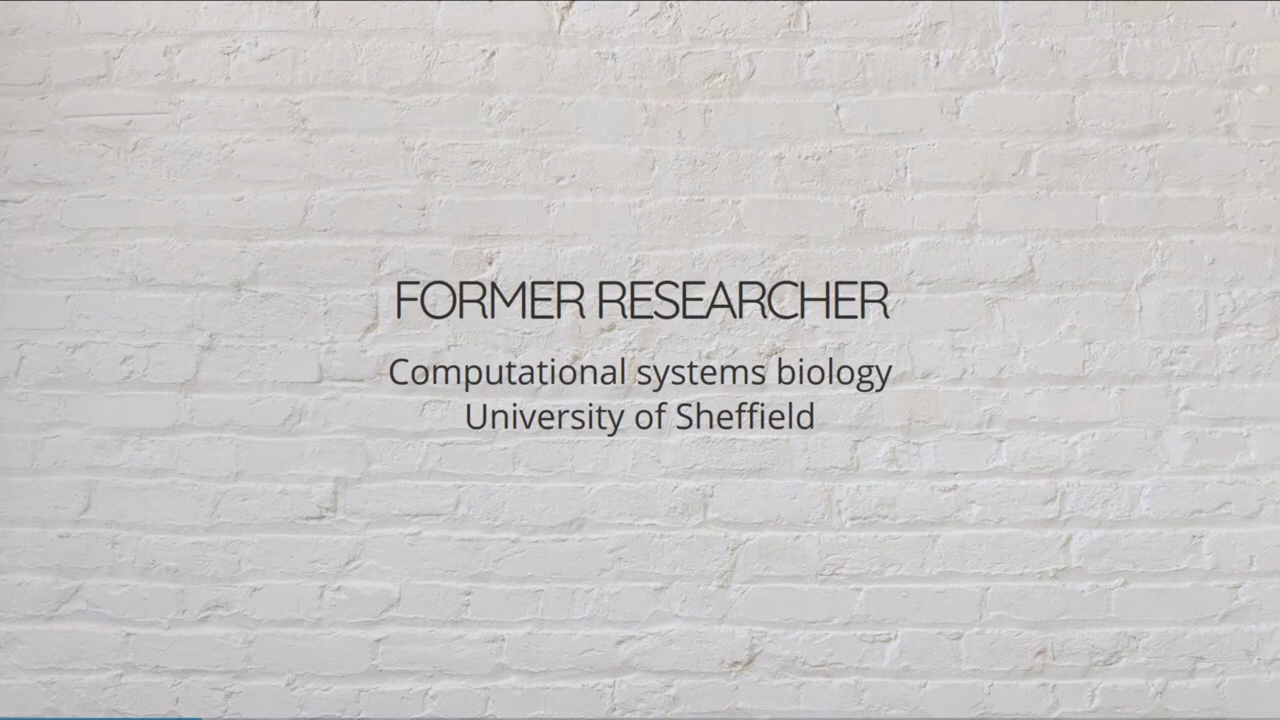 FORMER RESEARCHER
Computational systems biology
University of Sheffield